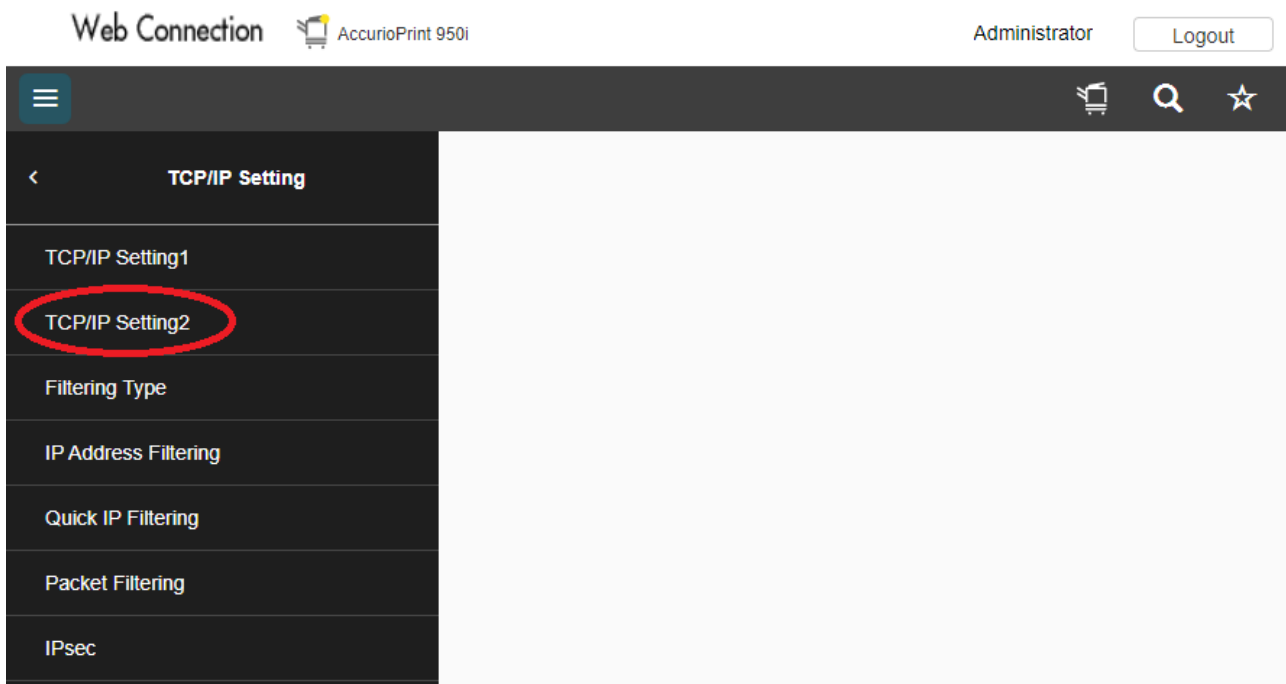 Web Connection AccurioPrint 950i Administrator Logout
TCP/IP Setting
TCP/IP Setting1
TCP/IP Setting2
Filtering Type
IP Address Filtering
Quick IP Filtering
Packet Filtering
IPsec